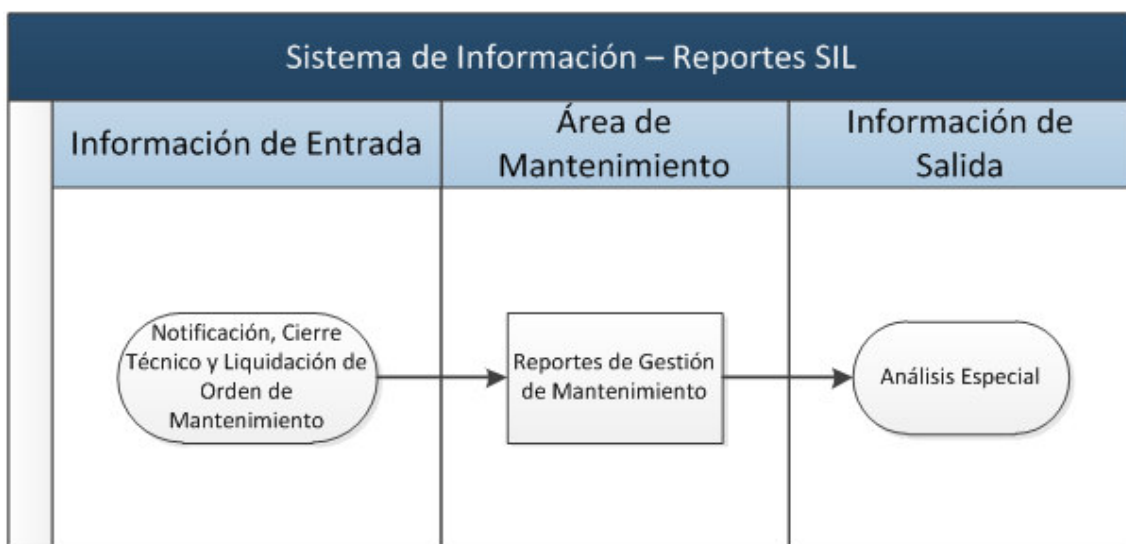 Sistema de Información – Reportes SIL
Información de Entrada
Área de
Mantenimiento
Información de
Salida
Notificación, Cierre
Técnico y Liquidación de
Orden de
Mantenimiento
Reportes de Gestión
de Mantenimiento
Análisis Especial